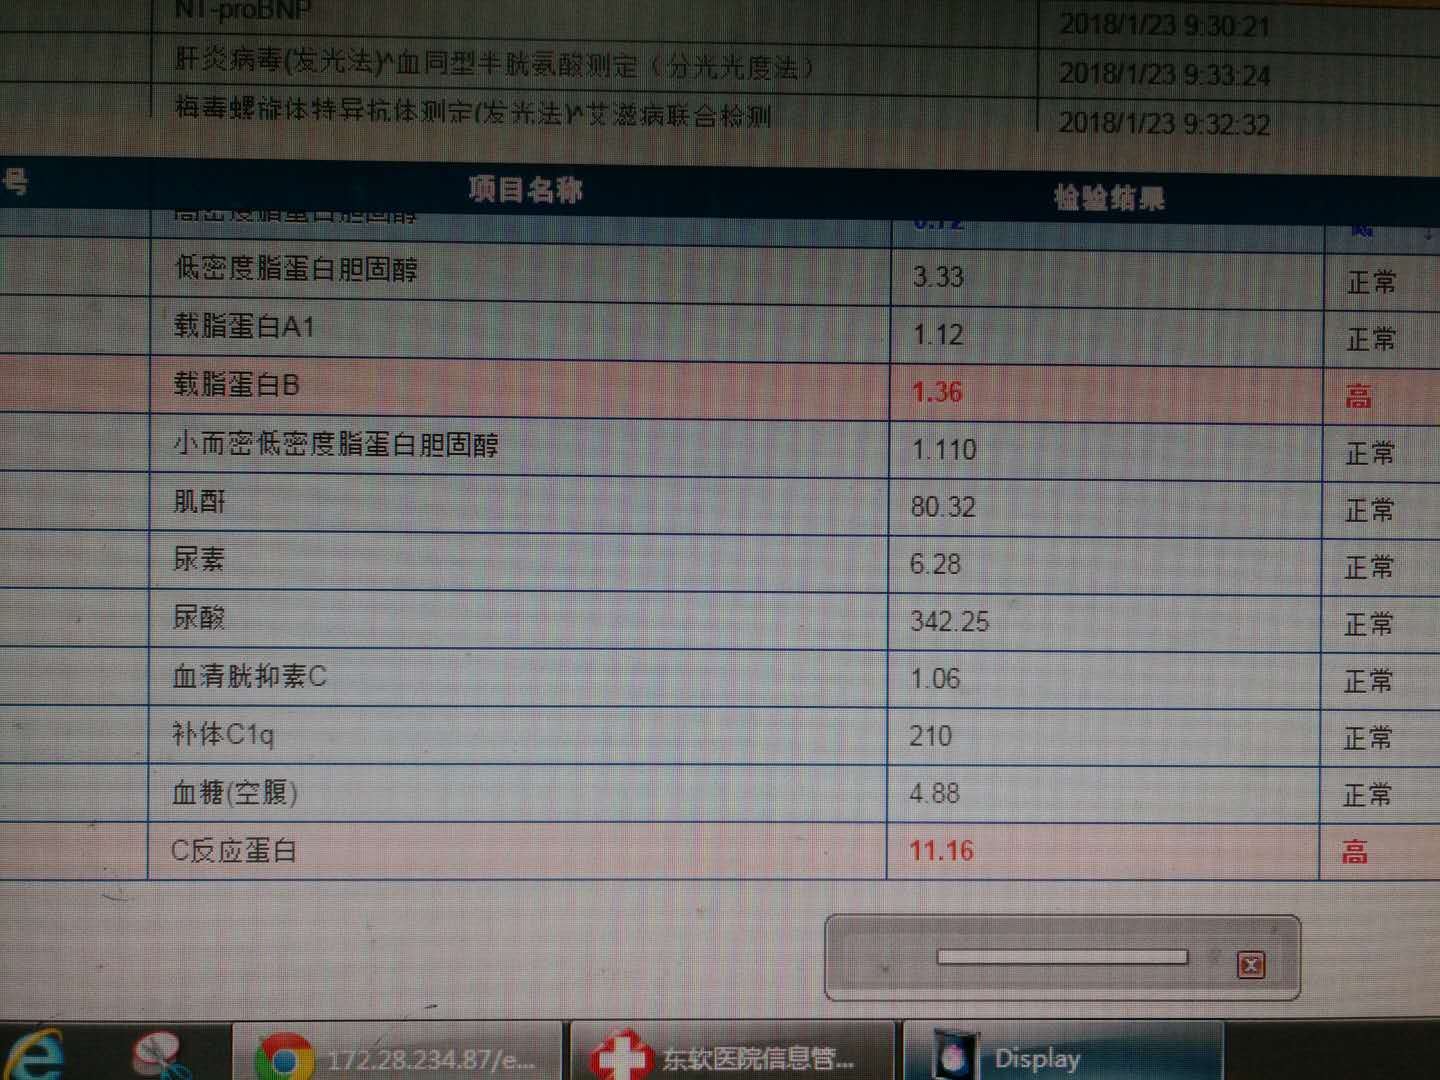 NT-proBNP 2018/1/23 9:30:21
肝炎病毒(发光法)^血同型半胱氨酸测定（分光光度法） 2018/1/23 9:33:24
梅毒螺旋体特异抗体测定(发光法)^艾滋病联合检测 2018/1/23 9:32:32
号 项目名称 检验结果
高密度脂蛋白胆固醇
低密度脂蛋白胆固醇 3.33 正常
载脂蛋白A1 1.12 正常
载脂蛋白B 1.36 高
小而密低密度脂蛋白胆固醇 1.110 正常
肌酐 80.32 正常
尿素 6.28 正常
尿酸 342.25 正常
血清胱抑素C 1.06 正常
补体C1q 210 正常
血糖(空腹) 4.88 正常
C反应蛋白 11.16 高
172.28.234.87/e... 东软医院信息管... Display